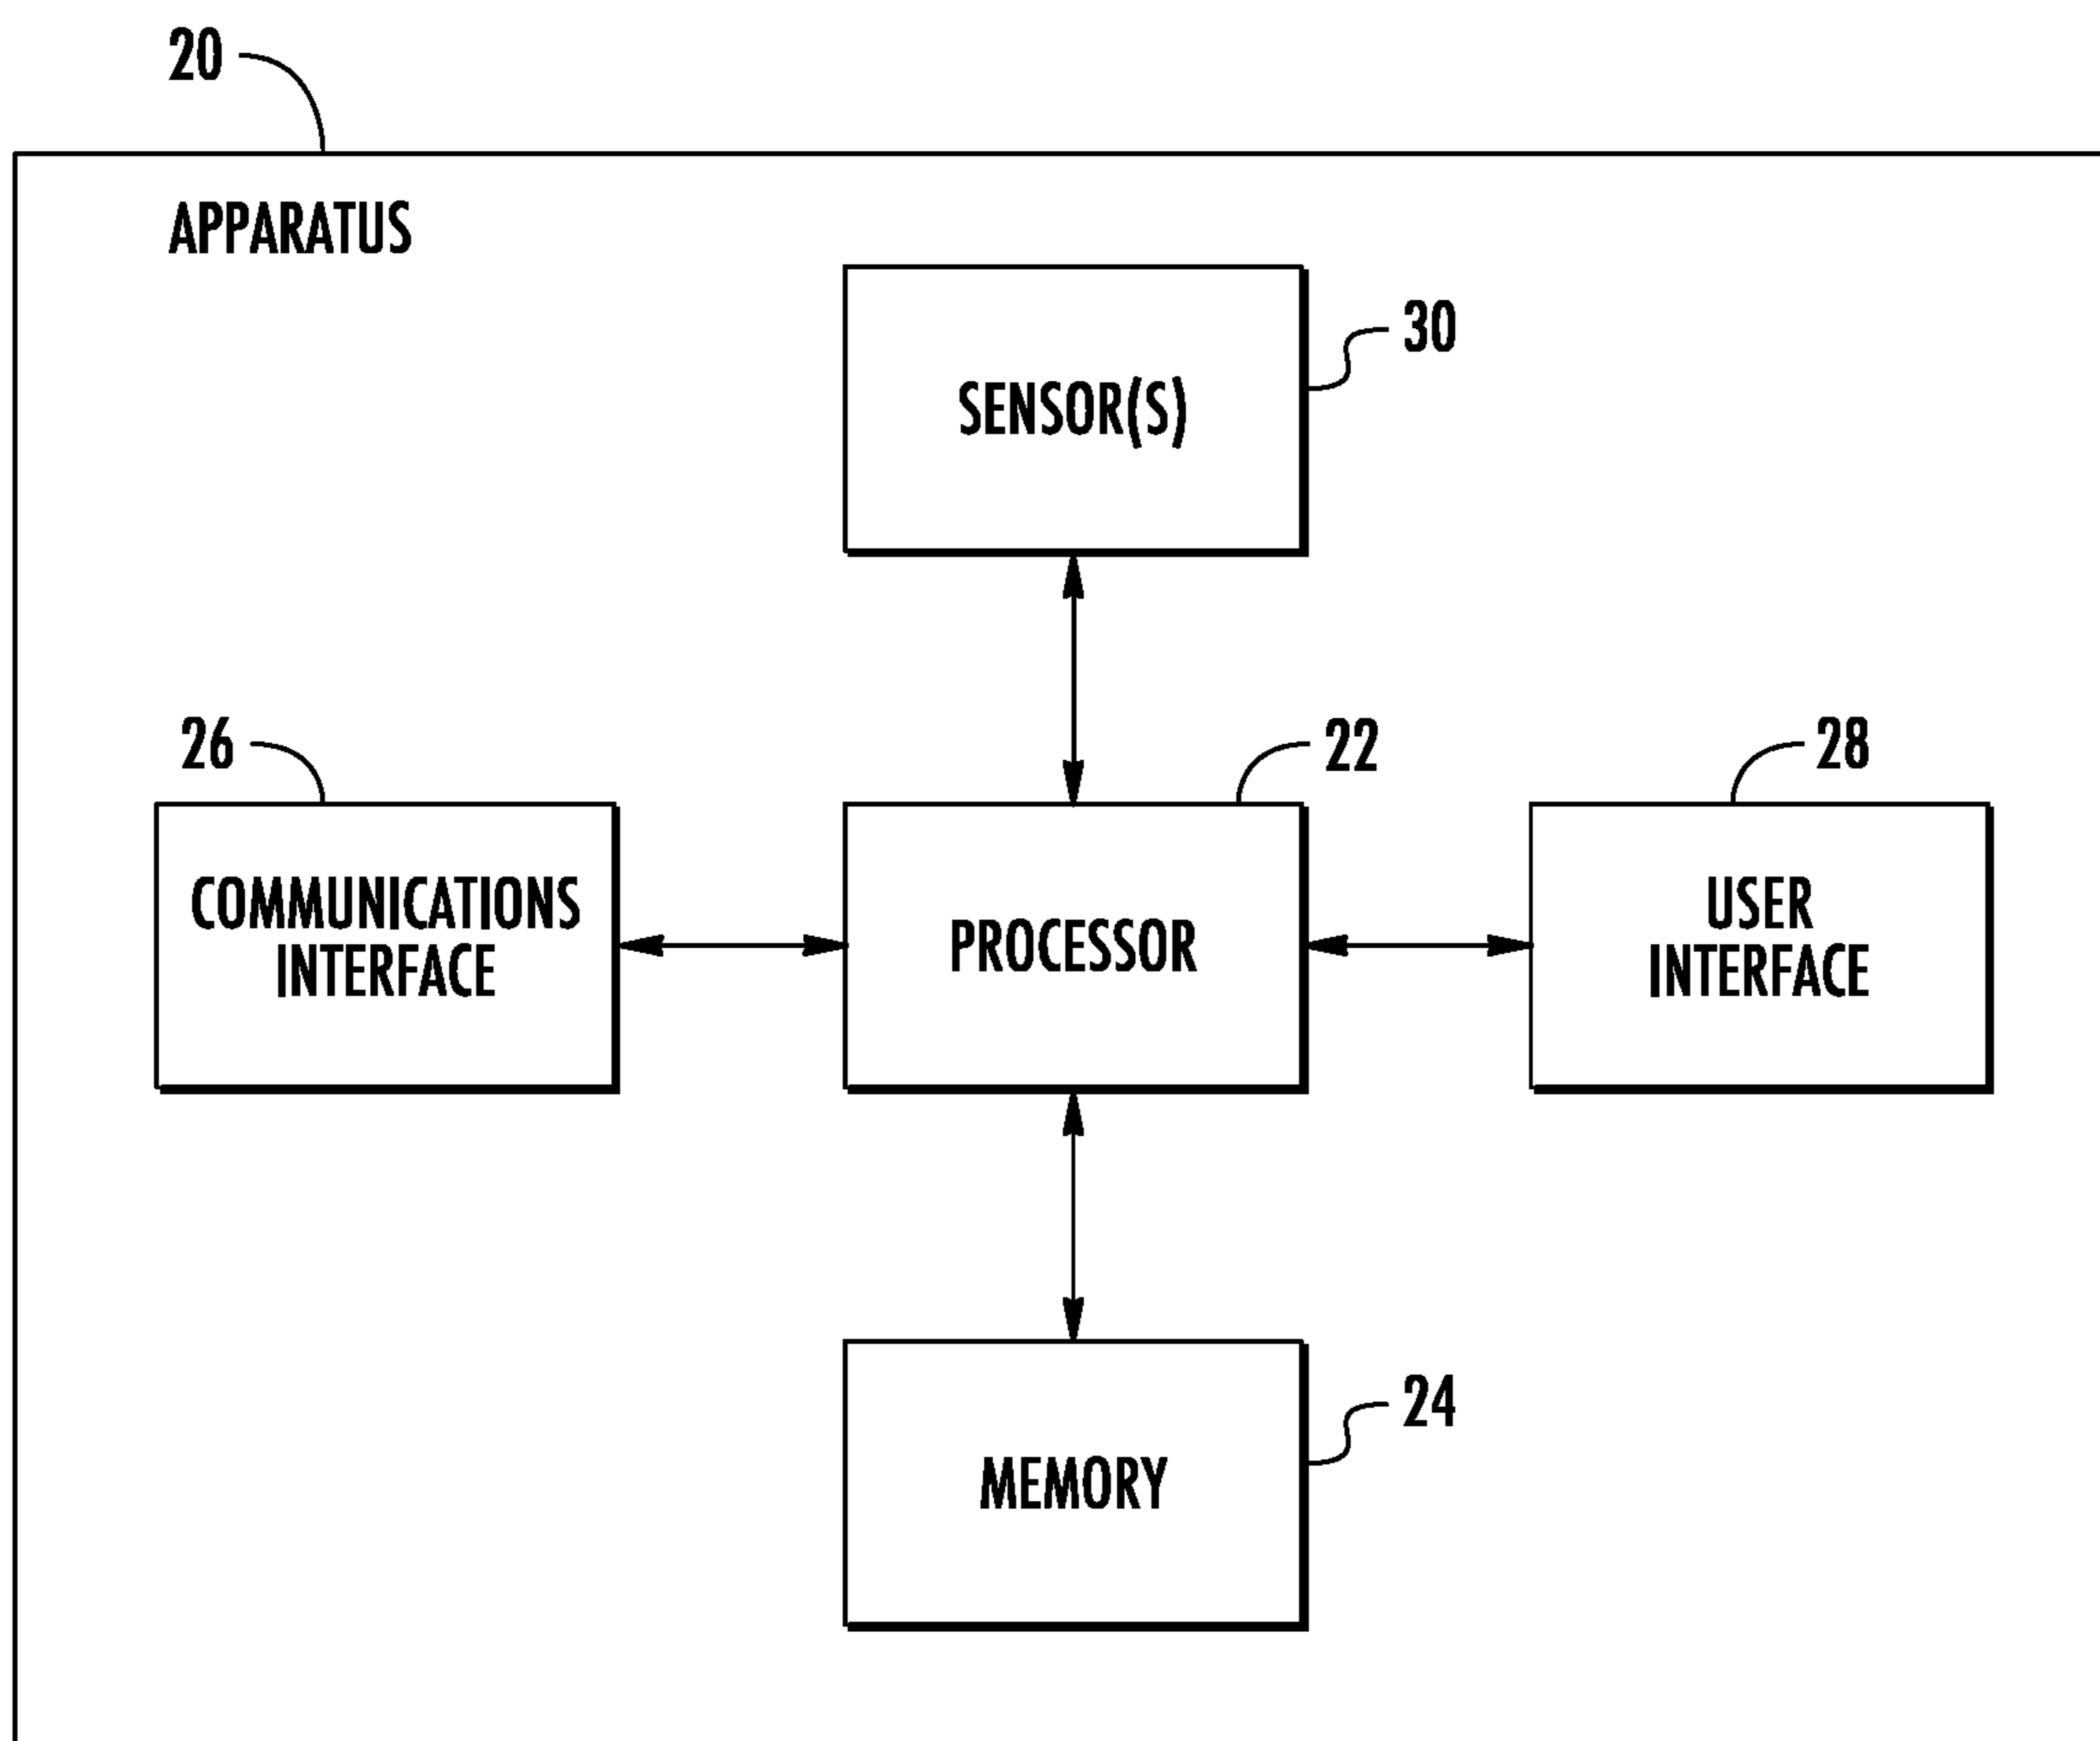 20
APPARATUS
SENSOR(S)
30
26
22
28
COMMUNICATIONS
INTERFACE
PROCESSOR
USER
INTERFACE
MEMORY
24